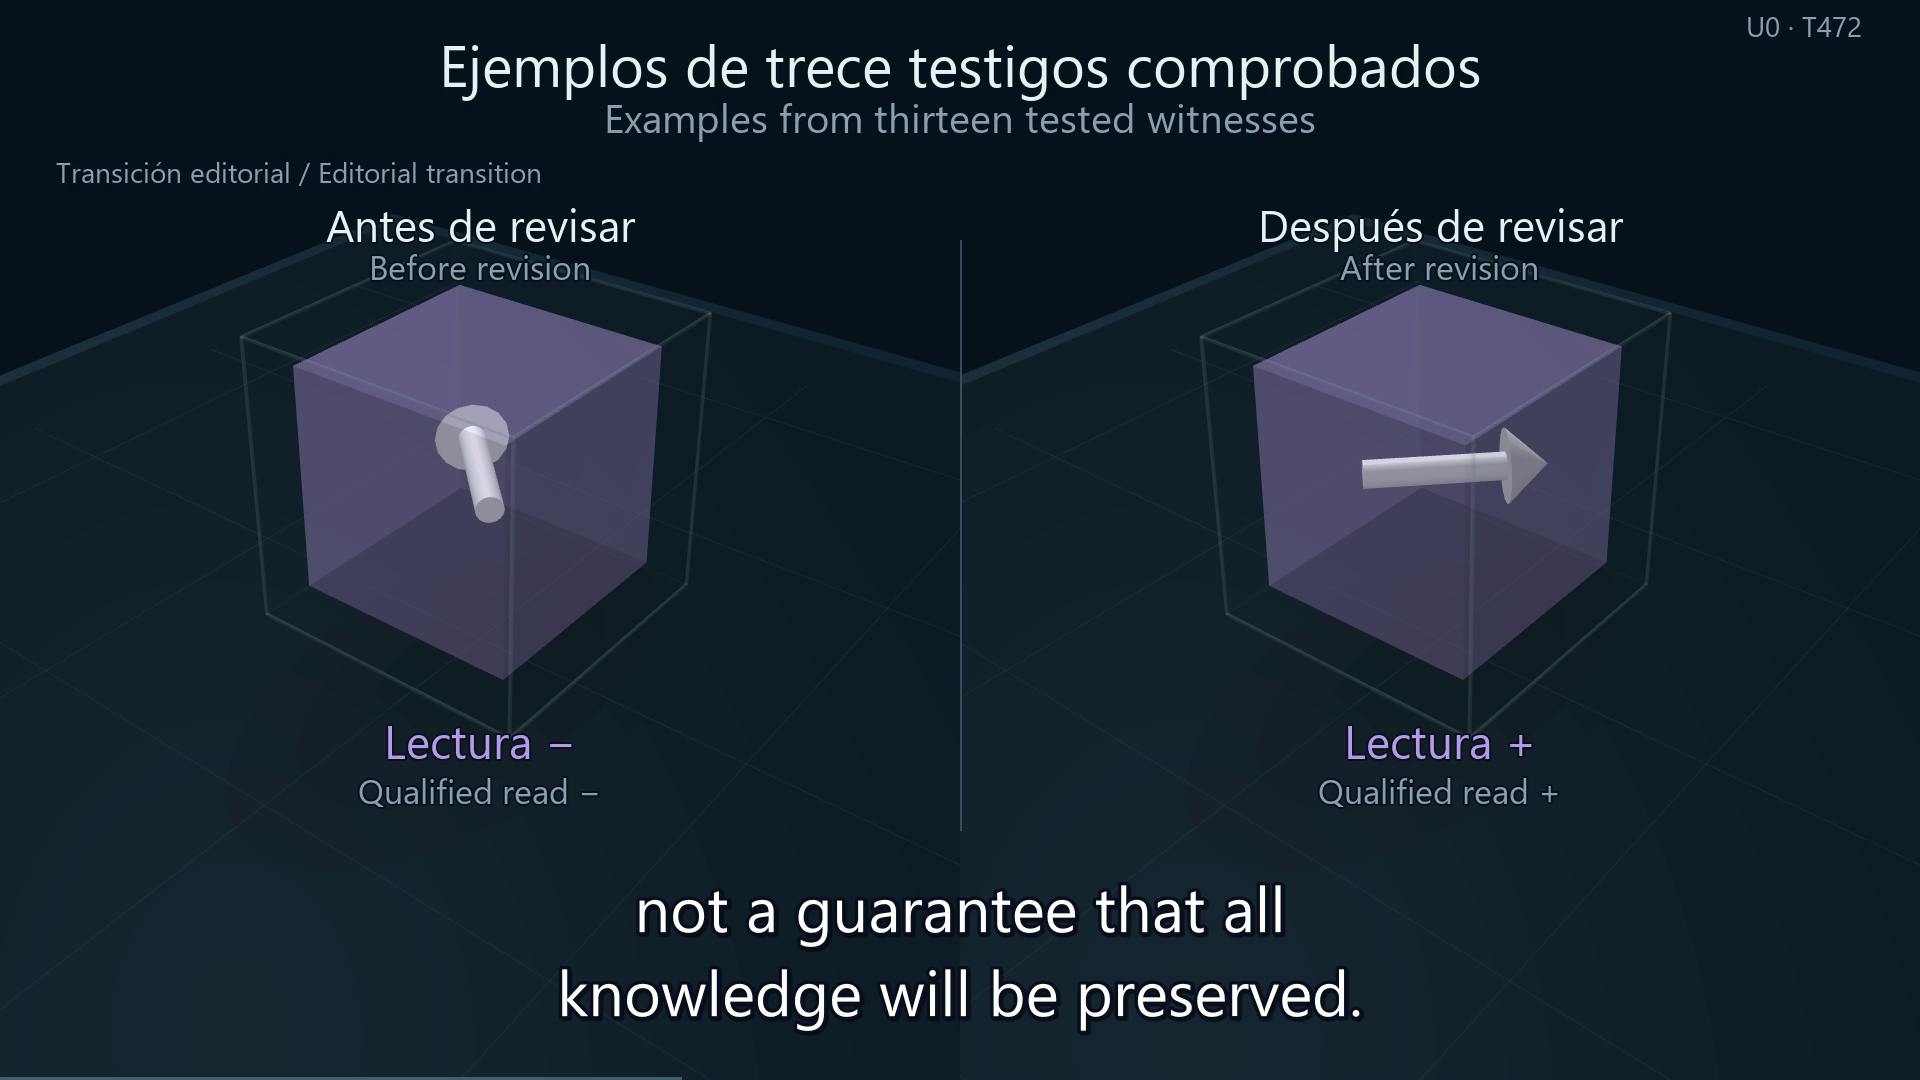 U0 · T472
Ejemplos de trece testigos comprobados
Examples from thirteen tested witnesses
Transición editorial / Editorial transition
Antes de revisar
Before revision
Después de revisar
After revision
Lectura −
Qualified read −
Lectura +
Qualified read +
not a guarantee that all
knowledge will be preserved.